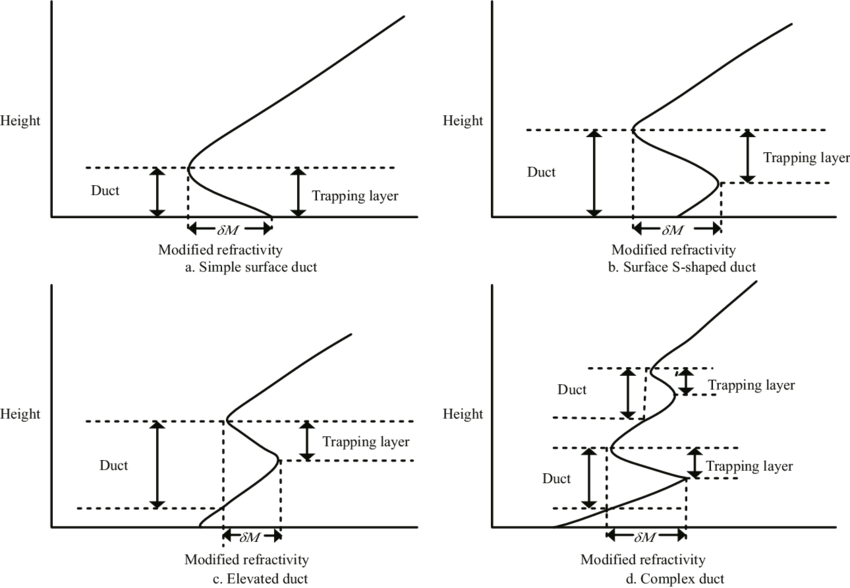 Height
Duct
Trapping layer
δM
Modified refractivity
a. Simple surface duct
Height
Duct
Trapping layer
δM
Modified refractivity
b. Surface S-shaped duct
Height
Duct
Trapping layer
δM
Modified refractivity
c. Elevated duct
Height
Duct
Trapping layer
Duct
Trapping layer
δM
Modified refractivity
d. Complex duct